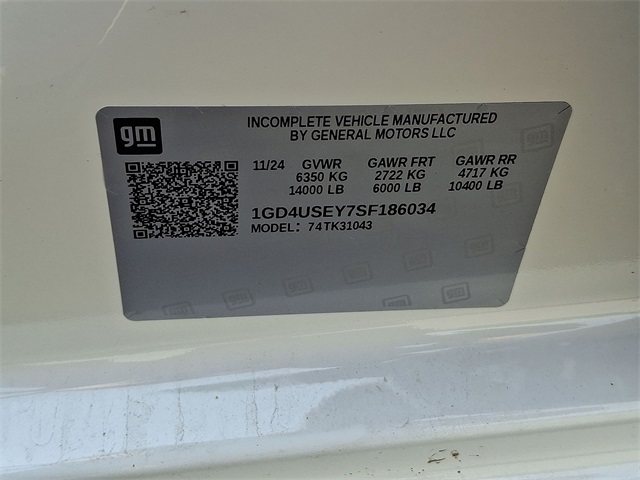 gm
INCOMPLETE VEHICLE MANUFACTURED
BY GENERAL MOTORS LLC
11/24 GVWR GAWR FRT GAWR RR
6350 KG 2722 KG 4717 KG
14000 LB 6000 LB 10400 LB
1GD4USEY7SF186034
MODEL: 74TK31043